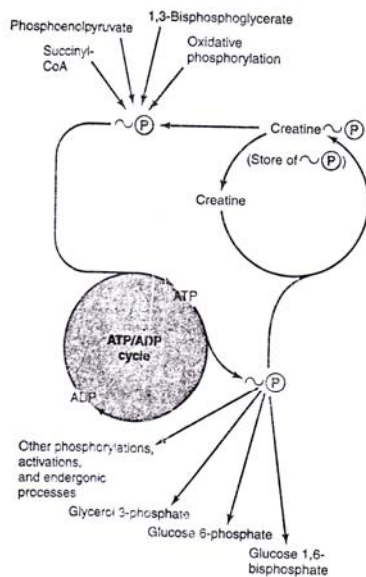 Phosphoenolpyruvate
1,3-Bisphosphoglycerate
Succinyl-
CoA
Oxidative
phosphorylation
~ P
Creatine ~ P
(Store of ~ P)
Creatine
ATP
ATP/ADP
cycle
ADP
~ P
Other phosphorylations,
activations,
and endergonic
processes
Glycerol 3-phosphate
Glucose 6-phosphate
Glucose 1,6-
bisphosphate